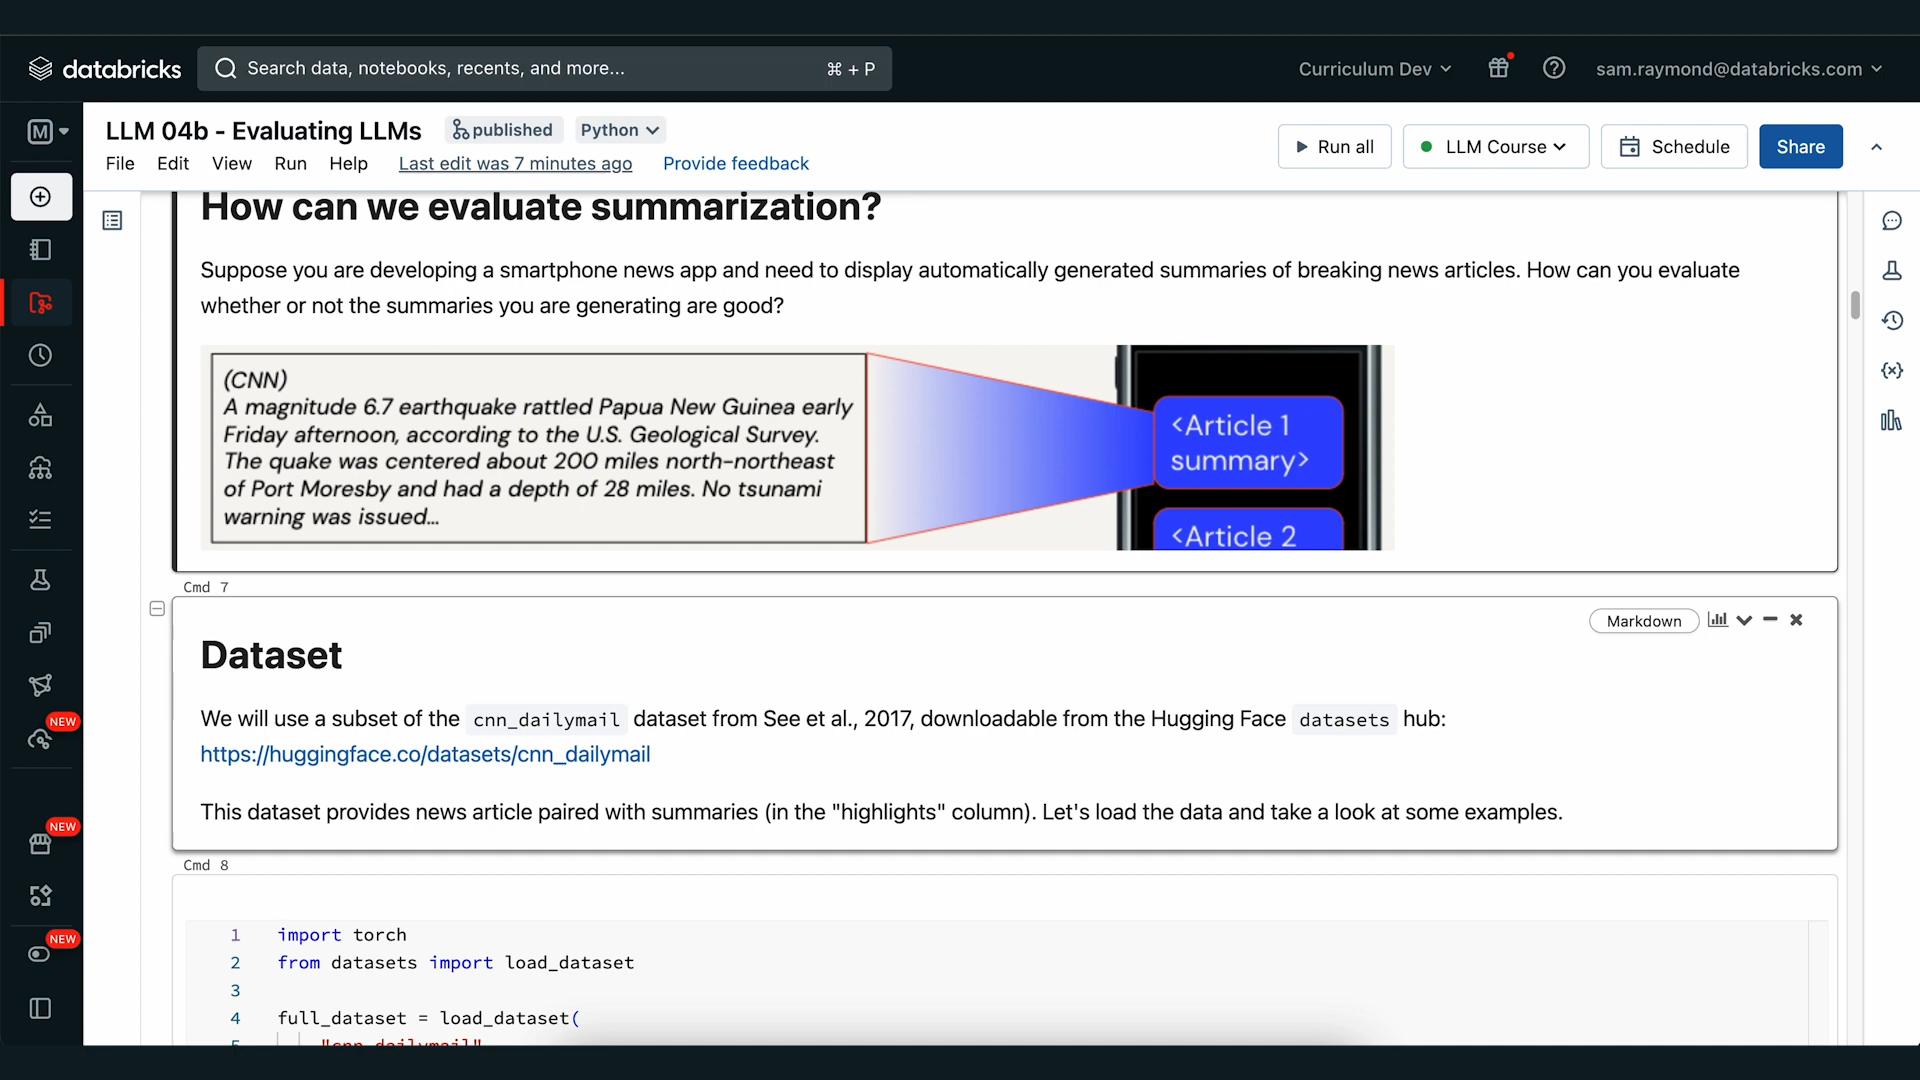 databricks
Search data, notebooks, recents, and more...
⌘ + P
Curriculum Dev
sam.raymond@databricks.com
M
LLM 04b - Evaluating LLMs
published
Python
File Edit View Run Help Last edit was 7 minutes ago Provide feedback
Run all
LLM Course
Schedule
Share
How can we evaluate summarization?
Suppose you are developing a smartphone news app and need to display automatically generated summaries of breaking news articles. How can you evaluate
whether or not the summaries you are generating are good?
(CNN)
A magnitude 6.7 earthquake rattled Papua New Guinea early
Friday afternoon, according to the U.S. Geological Survey.
The quake was centered about 200 miles north-northeast
of Port Moresby and had a depth of 28 miles. No tsunami
warning was issued...
<Article 1
summary>
<Article 2
Cmd 7
Markdown
Dataset
We will use a subset of the cnn_dailymail dataset from See et al., 2017, downloadable from the Hugging Face datasets hub:
https://huggingface.co/datasets/cnn_dailymail
This dataset provides news article paired with summaries (in the "highlights" column). Let's load the data and take a look at some examples.
Cmd 8
1 import torch
2 from datasets import load_dataset
3
4 full_dataset = load_dataset(
5 "cnn_dailymail"
NEW
NEW
NEW